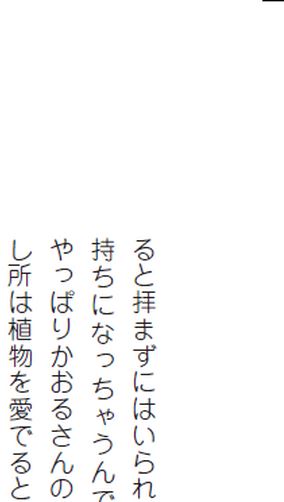 ると拝まずにはいられ
持ちになっちゃうんで
やっぱりかおるさんの
し所は植物を愛でると